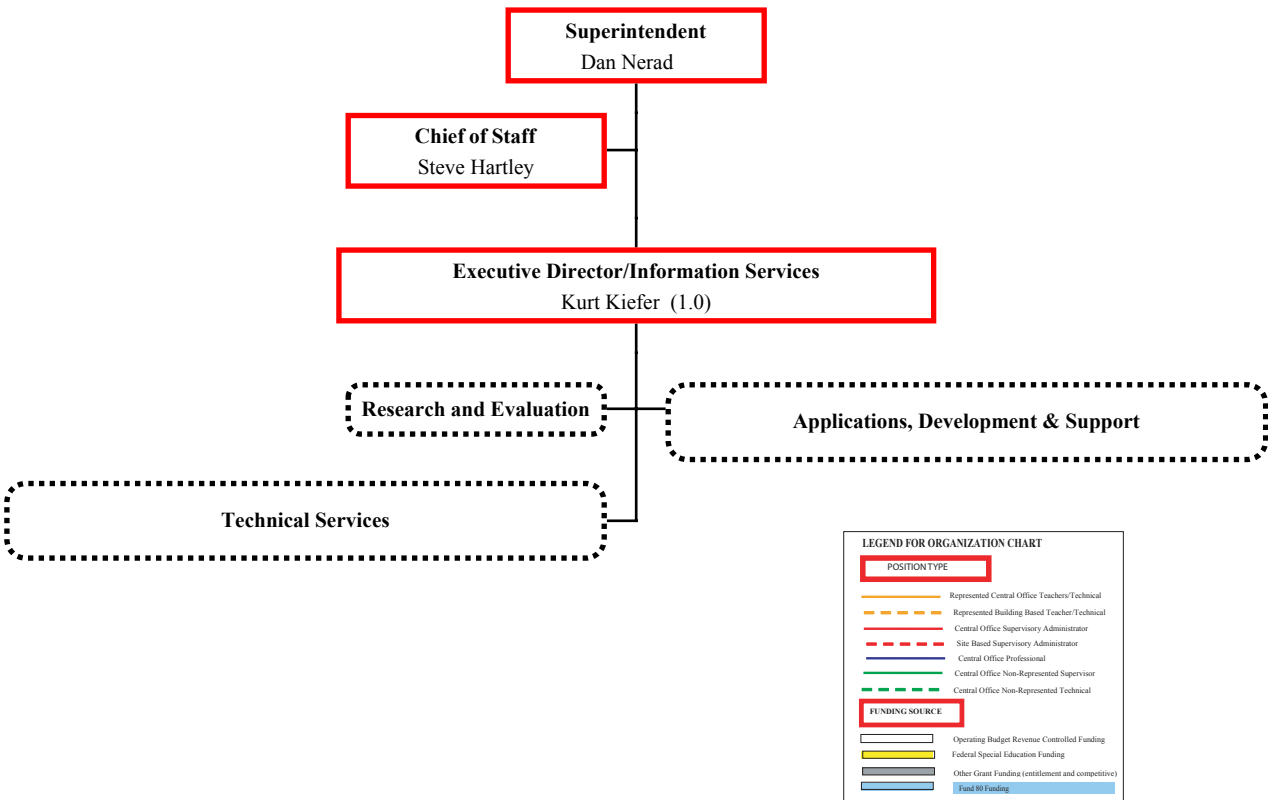 Superintendent
Dan Nerad
Chief of Staff
Steve Hartley
Executive Director/Information Services
Kurt Kiefer (1.0)
Research and Evaluation
Applications, Development & Support
Technical Services
LEGEND FOR ORGANIZATION CHART
POSITION TYPE
Represented Central Office Teachers/Technical
Represented Building Based Teacher/Technical
Central Office Supervisory Administrator
Site Based Supervisory Administrator
Central Office Professional
Central Office Non-Represented Supervisor
Central Office Non-Represented Technical
FUNDING SOURCE
Operating Budget Revenue Controlled Funding
Federal Special Education Funding
Other Grant Funding (entitlement and competitive)
Fund 80 Funding